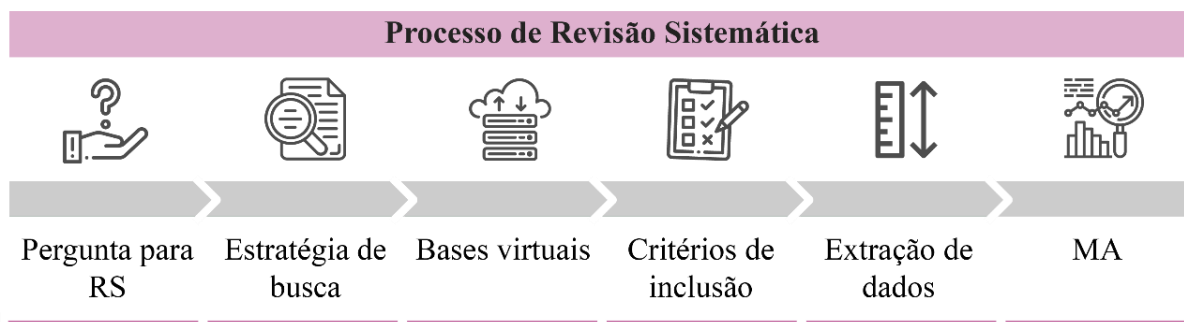 Processo de Revisão Sistemática
Pergunta para
RS
Estratégia de
busca
Bases virtuais
Critérios de
inclusão
Extração de
dados
MA